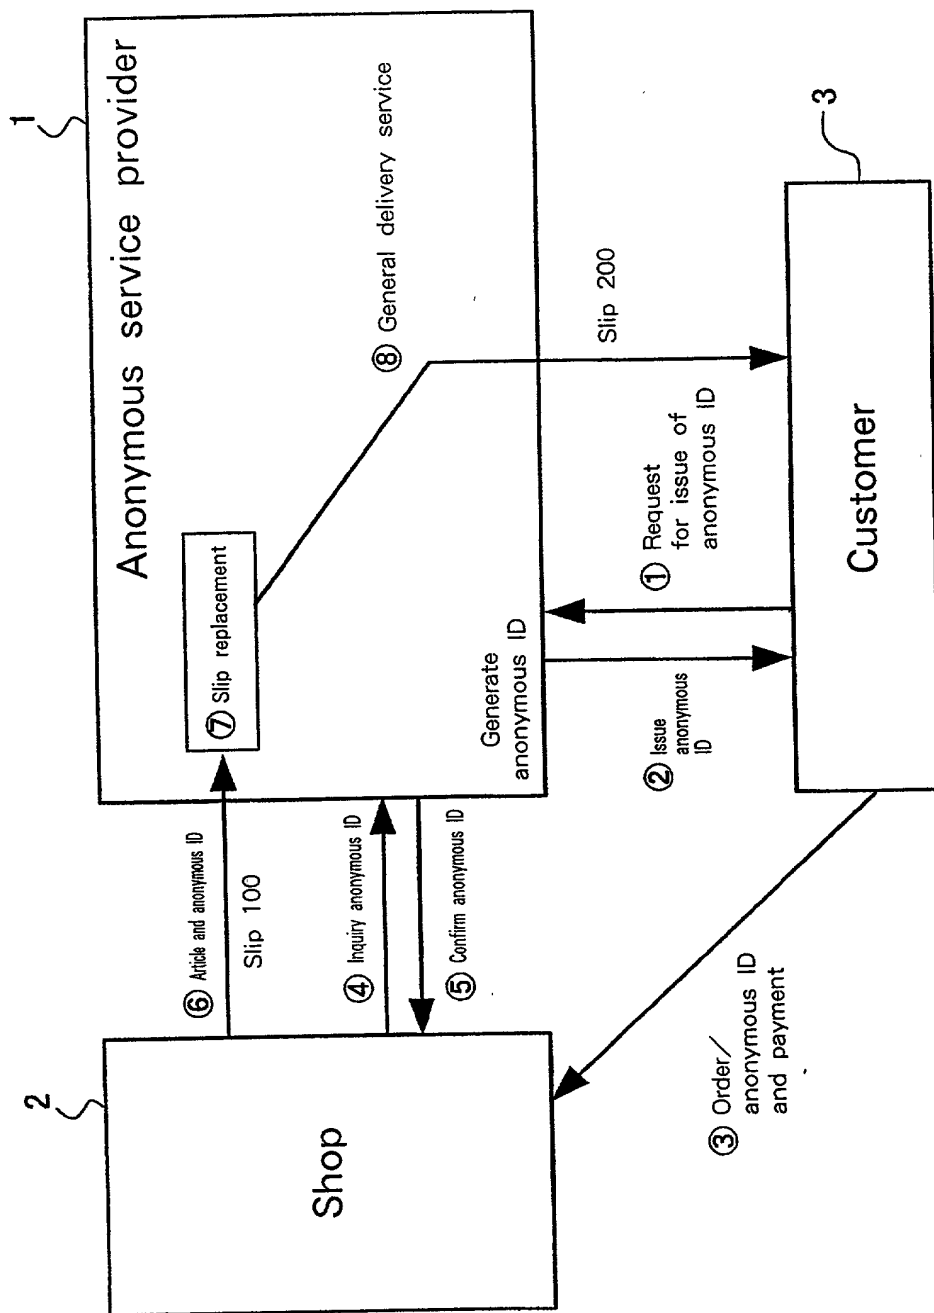 1
Anonymous service provider
⑦ Slip replacement
⑧ General delivery service
Generate
anonymous ID
2
Shop
⑥ Article and anonymous ID
Slip 100
④ Inquiry anonymous ID
⑤ Confirm anonymous ID
① Request
for issue of
anonymous ID
② Issue
anonymous
ID
Slip 200
③ Order/
anonymous ID
and payment
3
Customer